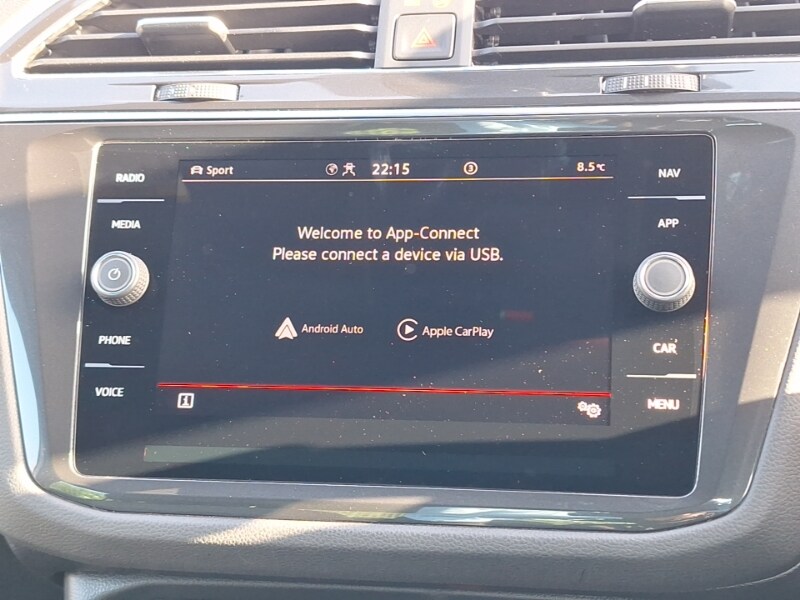 RADIO
MEDIA
PHONE
VOICE
Sport
22:15
3
8.5°C
Welcome to App-Connect
Please connect a device via USB.
Android Auto
Apple CarPlay
i
NAV
APP
CAR
MENU